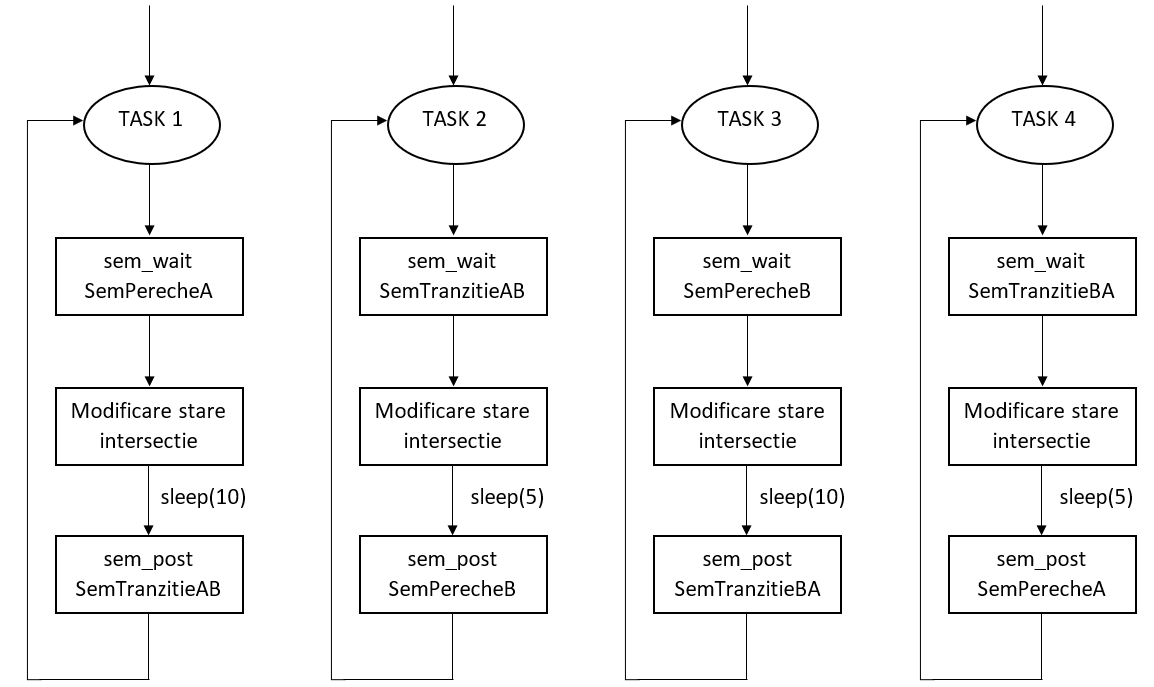 TASK 1
sem_wait
SemPerecheA
Modificare stare
intersectie
sleep(10)
sem_post
SemTranzitieAB
TASK 2
sem_wait
SemTranzitieAB
Modificare stare
intersectie
sleep(5)
sem_post
SemPerecheB
TASK 3
sem_wait
SemPerecheB
Modificare stare
intersectie
sleep(10)
sem_post
SemTranzitieBA
TASK 4
sem_wait
SemTranzitieBA
Modificare stare
intersectie
sleep(5)
sem_post
SemPerecheA